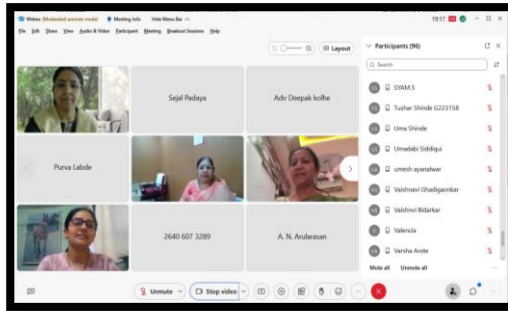 Webex (Moderated unmute mode) Meeting Info Hide Menu Bar 19:17
File Edit Share View Audio & Video Participant Meeting Breakout Sessions Help
Layout
Sejal Padaya
Adv Deepak kolhe
Purva Labde
2640 607 3289
A. N. Arularasan
Participants (96)
Search
SYAM S
Tushar Shinde G223158
Uma Shinde
Umadabi Siddiqui
umesh ayanalwar
Vaishnavi Ghadigaonkar
Vaishnvi Bidarkar
Valencia
Varsha Arote
Mute all Unmute all
Unmute Stop video